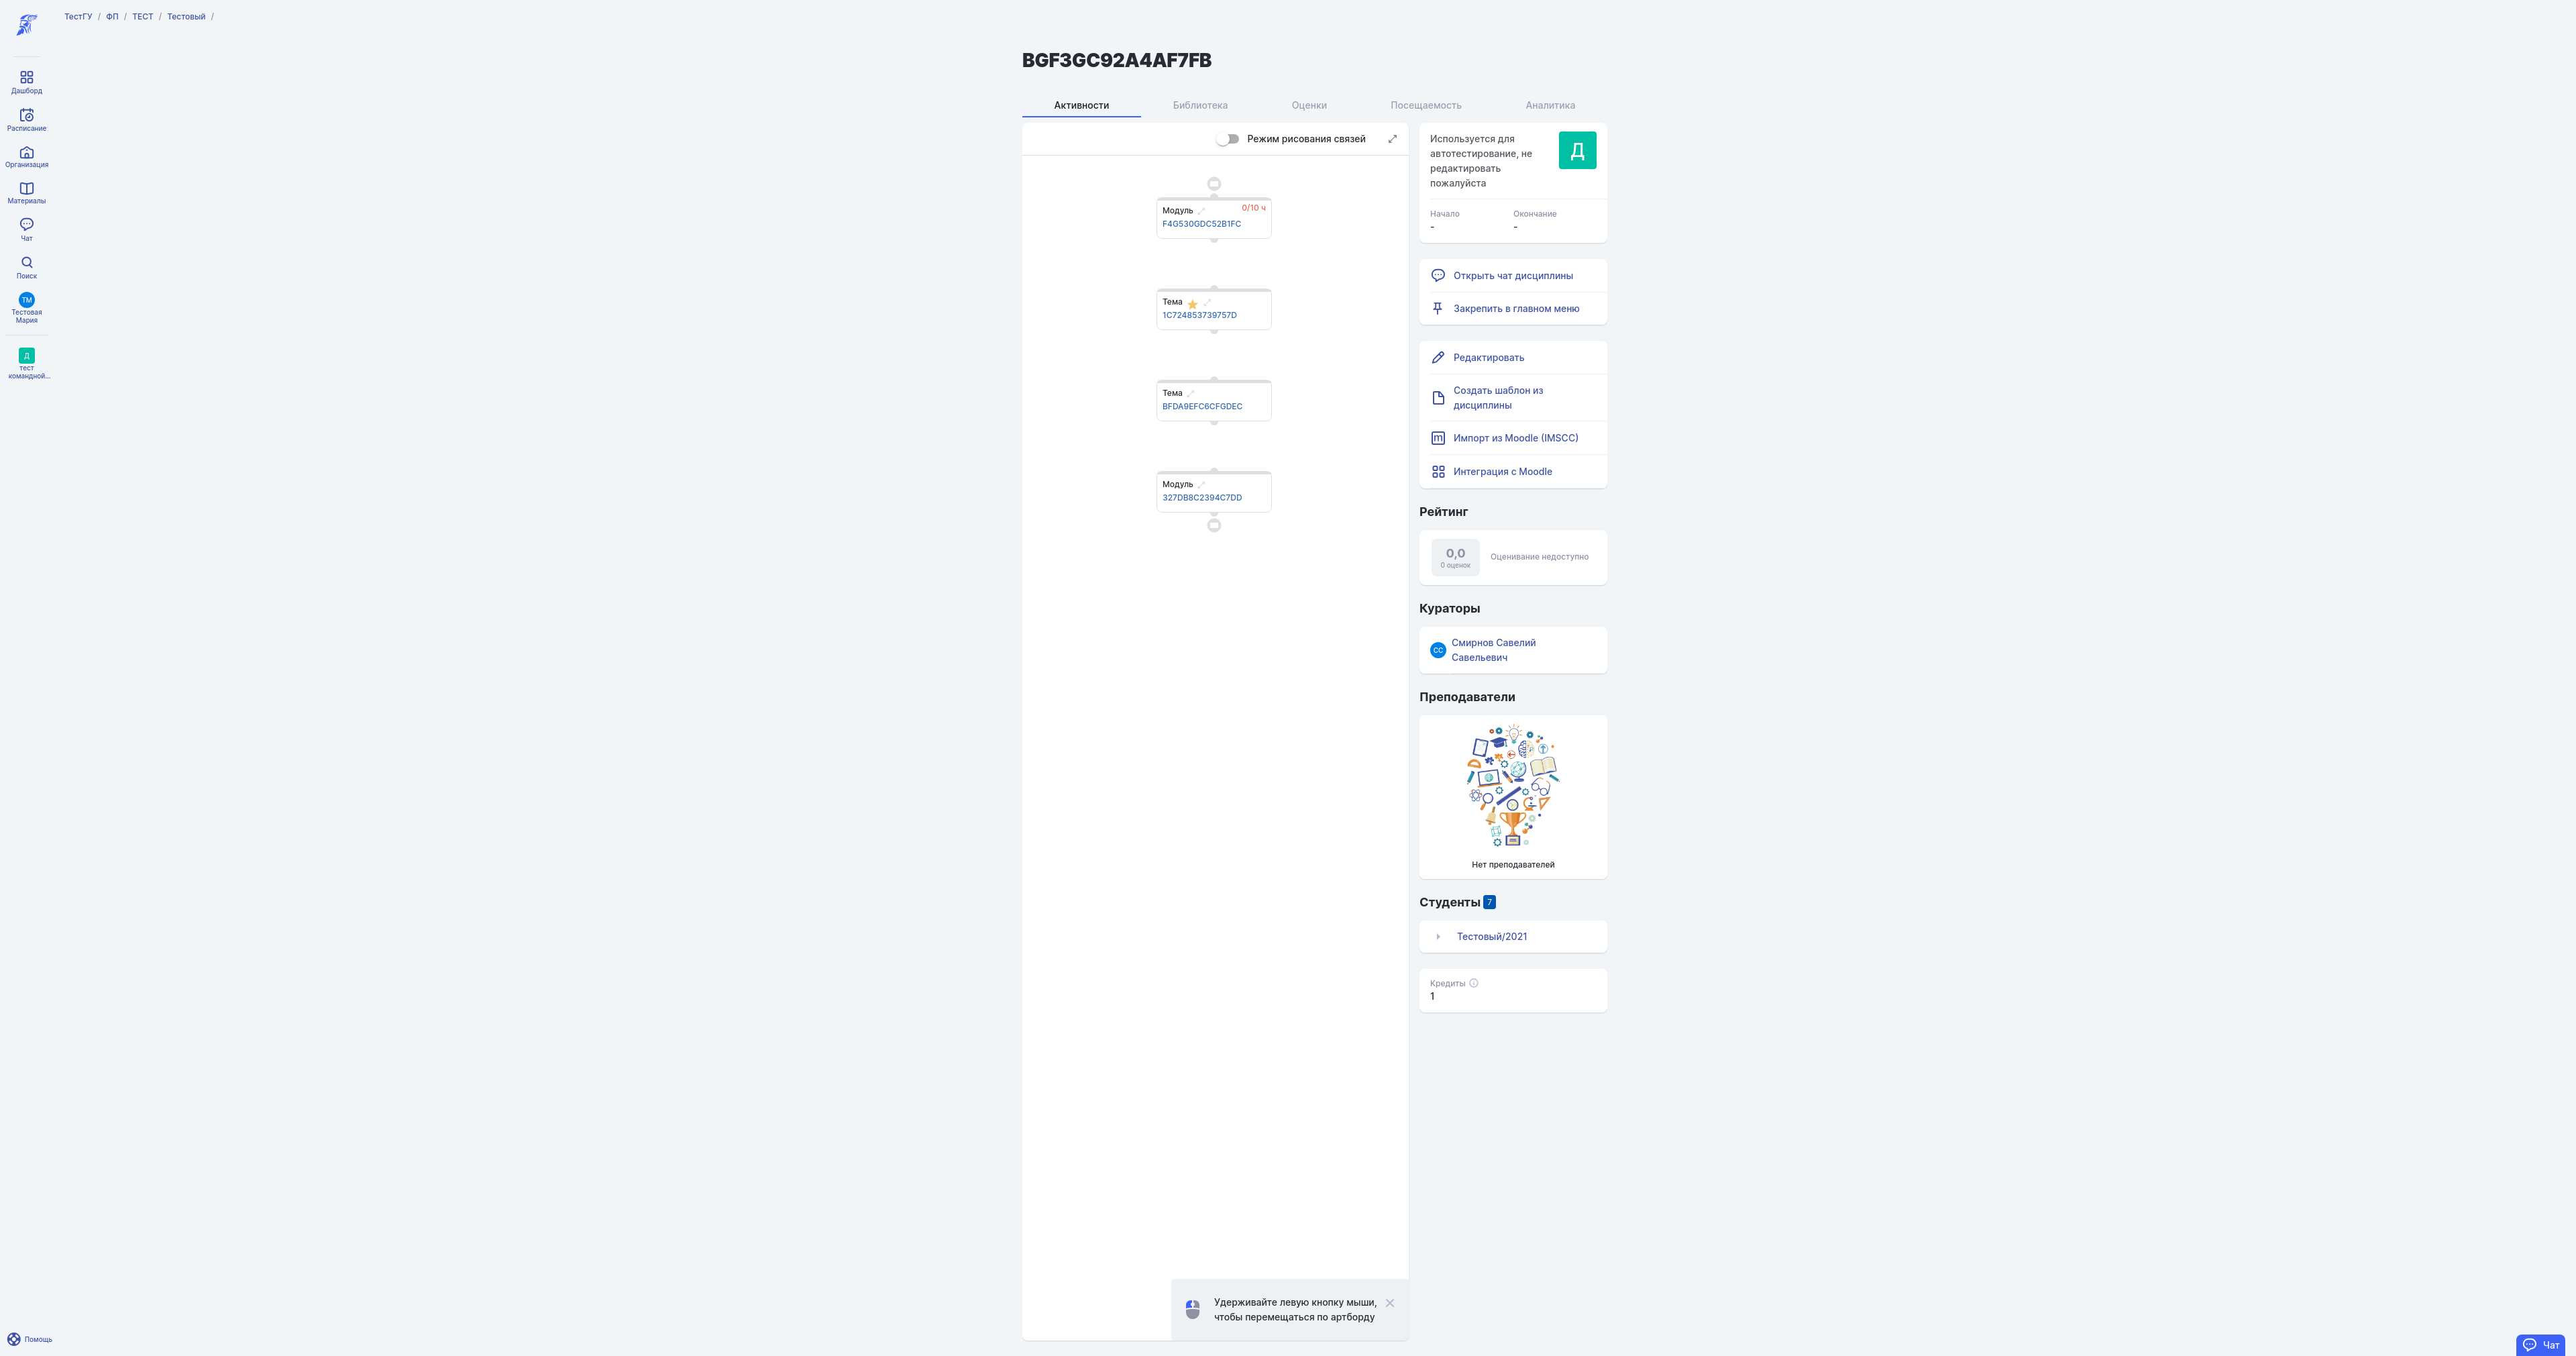 ТестГУ / ФП / ТЕСТ / Тестовый /
Дашборд
Расписание
Организация
Материалы
Чат
Поиск
ТМ
Тестовая
Мария
Д
тест
командной...
Помощь
BGF3GC92A4AF7FB
Активности Библиотека Оценки Посещаемость Аналитика
Режим рисования связей
Модуль 0/10 ч
F4G530GDC52B1FC
Тема
1C724853739757D
Тема
BFDA9EFC6CFGDEC
Модуль
327DB8C2394C7DD
Удерживайте левую кнопку мыши,
чтобы перемещаться по артборду
Используется для
автотестирование, не
редактировать
пожалуйста
Д
Начало Окончание
- -
Открыть чат дисциплины
Закрепить в главном меню
Редактировать
Создать шаблон из
дисциплины
Импорт из Moodle (IMSCC)
Интеграция с Moodle
Рейтинг
0,0
0 оценок
Оценивание недоступно
Кураторы
СС
Смирнов Савелий
Савельевич
Преподаватели
Нет преподавателей
Студенты 7
Тестовый/2021
Кредиты
1
Чат